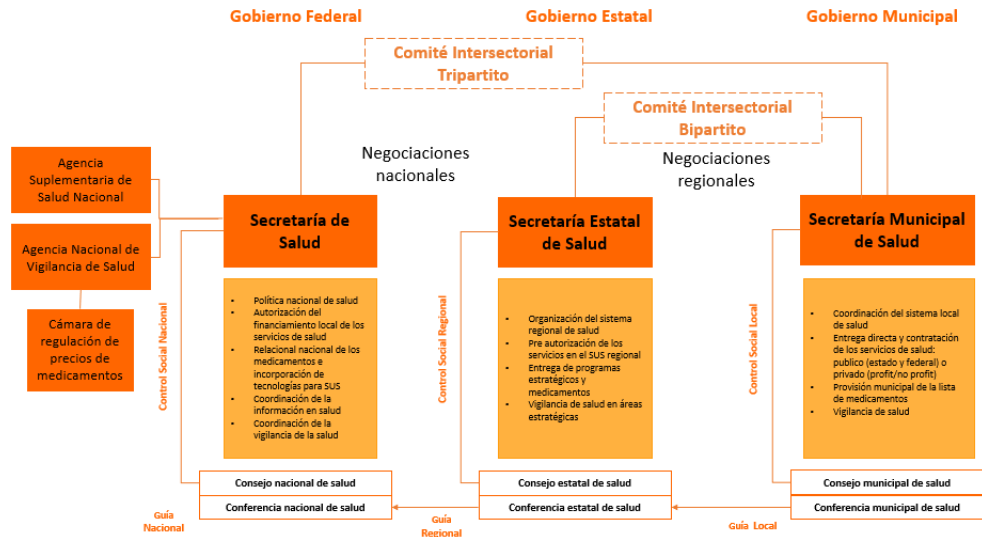 Gobierno Federal
Gobierno Estatal
Gobierno Municipal
Comité Intersectorial
Tripartito
Comité Intersectorial
Bipartito
Negociaciones
nacionales
Negociaciones
regionales
Agencia
Suplementaria de
Salud Nacional
Agencia Nacional de
Vigilancia de Salud
Cámara de
regulación de
precios de
medicamentos
Secretaría de
Salud
Control Social Nacional
• Política nacional de salud
• Autorización del
financiamiento local de los
servicios de salud
• Relacional nacional de los
medicamentos e
incorporación de
tecnologías para SUS
• Coordinación de la
información en salud
• Coordinación de la
vigilancia de la salud
Consejo nacional de salud
Conferencia nacional de salud
Guía
Nacional
Secretaría Estatal
de Salud
Control Social Regional
• Organización del sistema
regional de salud
• Pre autorización de los
servicios en el SUS regional
• Entrega de programas
estratégicos y
medicamentos
• Vigilancia de salud en áreas
estratégicas
Consejo estatal de salud
Conferencia estatal de salud
Guía
Regional
Secretaría Municipal
de Salud
Control Social Local
• Coordinación del sistema local
de salud
• Entrega directa y contratación
de los servicios de salud:
publico (estado y federal) o
privado (profit/no profit)
• Provisión municipal de la lista
de medicamentos
• Vigilancia de salud
Consejo municipal de salud
Conferencia municipal de salud
Guía Local